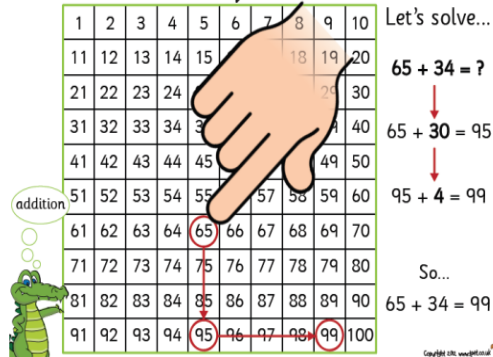 Let's solve...
1 2 3 4 5 6 7 8 9 10
11 12 13 14 15 18 19 20
65 + 34 = ?
21 22 23 24 29 30
31 32 33 34 3 40
65 + 30 = 95
41 42 43 44 45 49 50
95 + 4 = 99
addition
51 52 53 54 55 57 58 59 60
61 62 63 64 65 66 67 68 69 70
71 72 73 74 75 76 77 78 79 80
So...
81 82 83 84 85 86 87 88 89 90
65 + 34 = 99
91 92 93 94 95 96 97 98 99 100